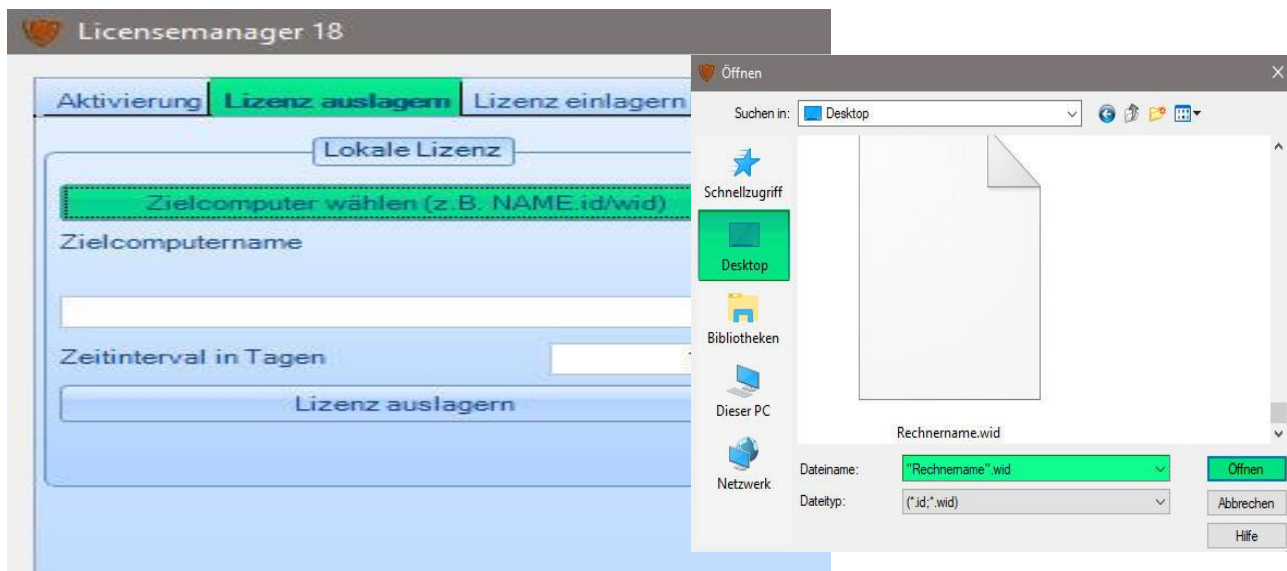 Licensemanager 18
Aktivierung Lizenz auslagern Lizenz einlagern
Lokale Lizenz
Zielcomputer wählen (z.B. NAME.id/wid)
Zielcomputername
Zeitinterval in Tagen
Lizenz auslagern
Öffnen
Suchen in: Desktop
Schnellzugriff
Desktop
Bibliotheken
Dieser PC
Netzwerk
Rechnername.wid
Dateiname: "Rechnername".wid Öffnen
Dateityp: (*.id;*.wid) Abbrechen
Hilfe